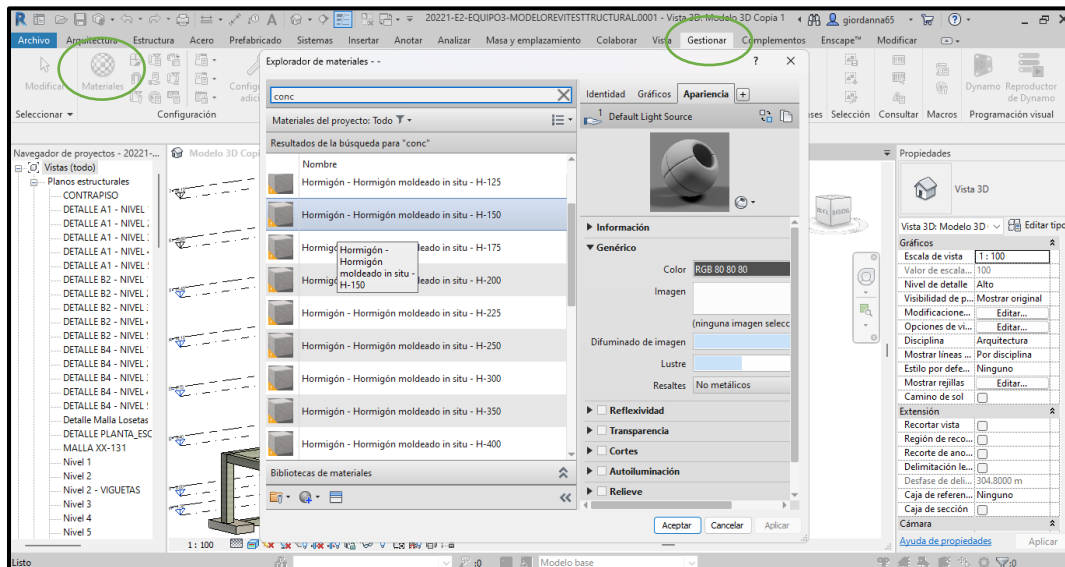 20221-E2-EQUIPO3-MODELOREVITESTTRUCTURAL.0001 - Vista 3D: Modelo 3D Copia 1
giordanna65
Archivo Arquitectura Estructura Acero Prefabricado Sistemas Insertar Anotar Analizar Masa y emplazamiento Colaborar Vista Gestionar Complementos Enscape™ Modificar
Modificar
Materiales
Dynamo Reproductor
de Dynamo
Seleccionar
Configuración
Selección Consultar Macros Programación visual
Explorador de materiales - -
? X
conc
Materiales del proyecto: Todo
Resultados de la búsqueda para "conc"
Nombre
Hormigón - Hormigón moldeado in situ - H-125
Hormigón - Hormigón moldeado in situ - H-150
Hormigón -
Hormigón
moldeado in situ -
H-150
Hormigón - Hormigón moldeado in situ - H-225
Hormigón - Hormigón moldeado in situ - H-250
Hormigón - Hormigón moldeado in situ - H-300
Hormigón - Hormigón moldeado in situ - H-350
Hormigón - Hormigón moldeado in situ - H-400
Bibliotecas de materiales
Identidad Gráficos Apariencia +
1 Default Light Source
Información
Genérico
Color RGB 80 80 80
Imagen
(ninguna imagen selecc
Difuminado de imagen
Lustre
Resaltes No metálicos
Reflexividad
Transparencia
Cortes
Autoiluminación
Relieve
Aceptar Cancelar Aplicar
Navegador de proyectos - 20221-...
Vistas (todo)
Planos estructurales
CONTRAPISO
DETALLE A1 - NIVEL
DETALLE A1 - NIVEL
DETALLE A1 - NIVEL
DETALLE A1 - NIVEL
DETALLE A1 - NIVEL
DETALLE B2 - NIVEL
DETALLE B2 - NIVEL
DETALLE B2 - NIVEL
DETALLE B2 - NIVEL
DETALLE B2 - NIVEL
DETALLE B4 - NIVEL
DETALLE B4 - NIVEL
DETALLE B4 - NIVEL
DETALLE B4 - NIVEL
DETALLE B4 - NIVEL
Detalle Malla Losetas
DETALLE PLANTA_ESC
MALLA XX-131
Nivel 1
Nivel 2
Nivel 2 - VIGUETAS
Nivel 3
Nivel 4
Nivel 5
Modelo 3D Copi
1 : 100
Propiedades
Vista 3D
Vista 3D: Modelo 3D
Editar tipo
Gráficos
Escala de vista 1 : 100
Valor de escala... 100
Nivel de detalle Alto
Visibilidad de p... Mostrar original
Modificacione... Editar...
Opciones de vi... Editar...
Disciplina Arquitectura
Mostrar líneas ... Por disciplina
Estilo por defe... Ninguno
Mostrar rejillas Editar...
Camino de sol
Extensión
Recortar vista
Región de reco...
Recorte de ano...
Delimitación le...
Desfase de deli... 304.8000 m
Caja de referen... Ninguno
Caja de sección
Cámara
Ayuda de propiedades Aplicar
Listo
:0
Modelo base
:0